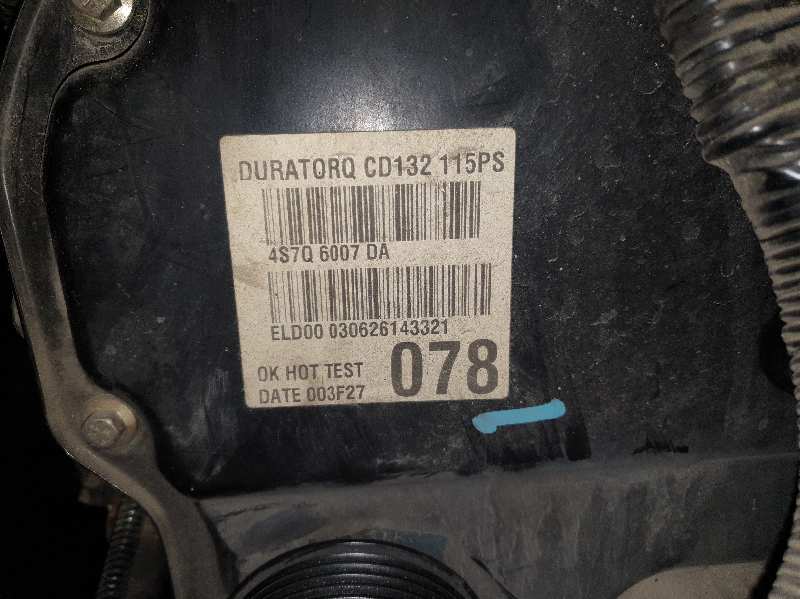 DURATORQ CD132 115PS
4S7Q 6007 DA
ELD00 030626143321
OK HOT TEST 078
DATE 003F27